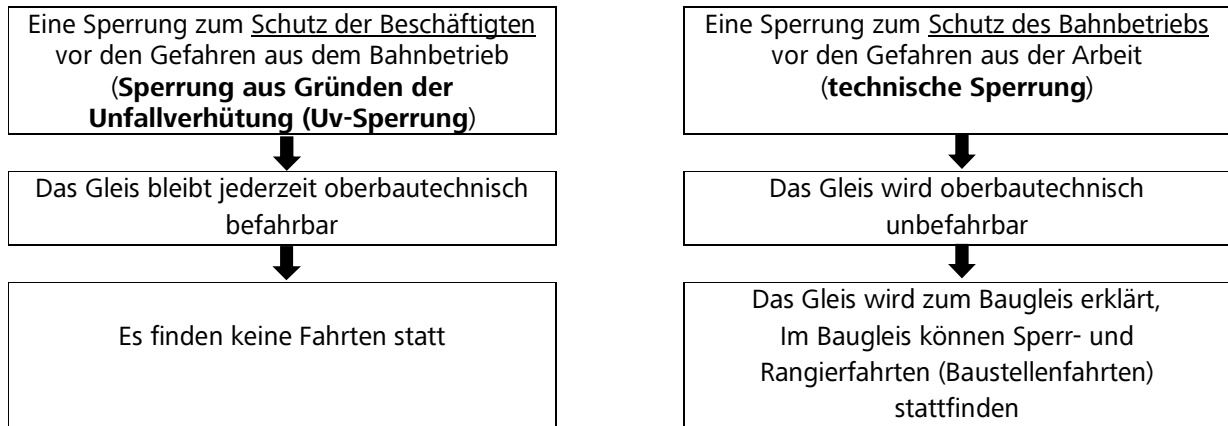 Eine Sperrung zum Schutz der Beschäftigten
vor den Gefahren aus dem Bahnbetrieb
(Sperrung aus Gründen der
Unfallverhütung (Uv-Sperrung)
Das Gleis bleibt jederzeit oberbautechnisch
befahrbar
Es finden keine Fahrten statt
Eine Sperrung zum Schutz des Bahnbetriebs
vor den Gefahren aus der Arbeit
(technische Sperrung)
Das Gleis wird oberbautechnisch
unbefahrbar
Das Gleis wird zum Baugleis erklärt,
Im Baugleis können Sperr- und
Rangierfahrten (Baustellenfahrten)
stattfinden